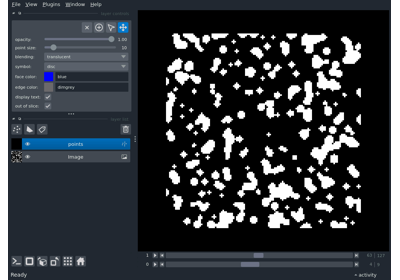 File View Plugins Window Help
opacity: 1.00
point size: 10
blending: translucent
symbol: disc
face color: blue
edge color: dimgrey
display text:
out of slice:
points
Image
1
0
Ready
activity